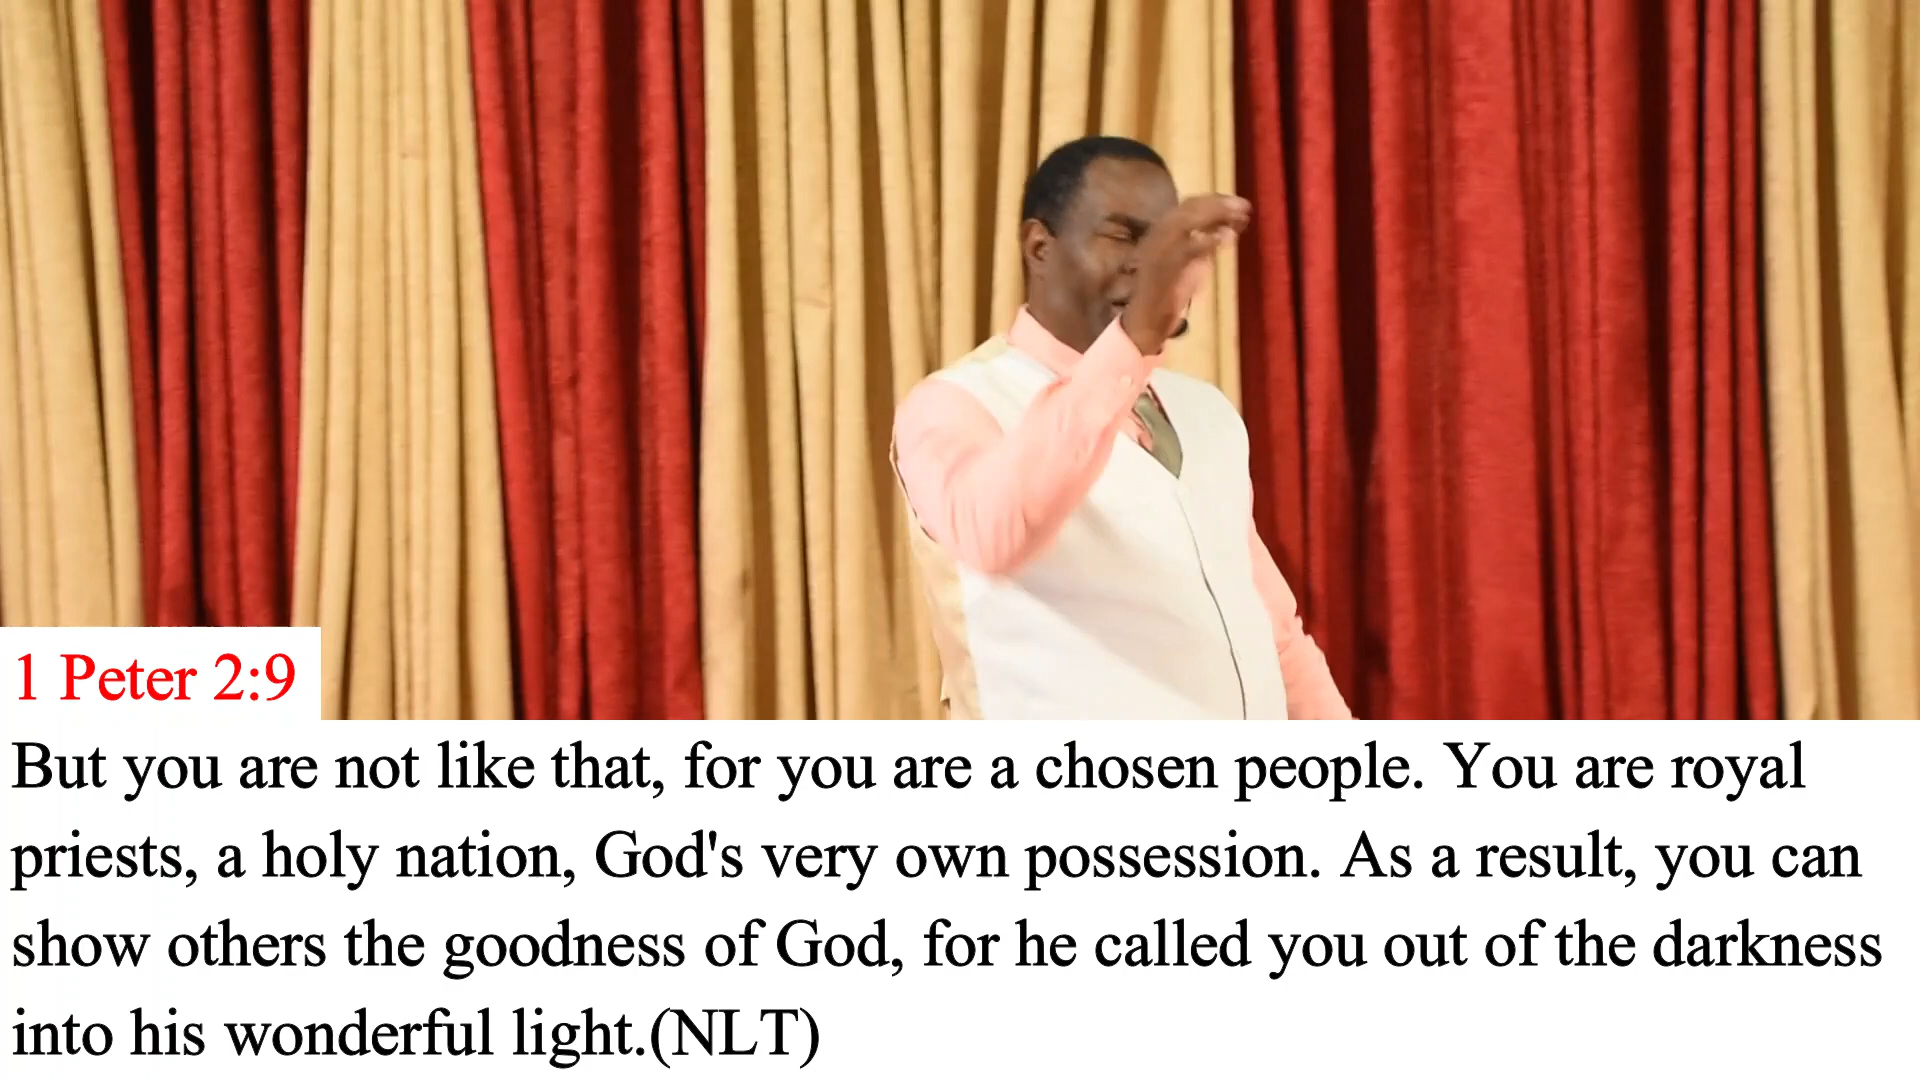 1 Peter 2:9
But you are not like that, for you are a chosen people. You are royal
priests, a holy nation, God's very own possession. As a result, you can
show others the goodness of God, for he called you out of the darkness
into his wonderful light.(NLT)